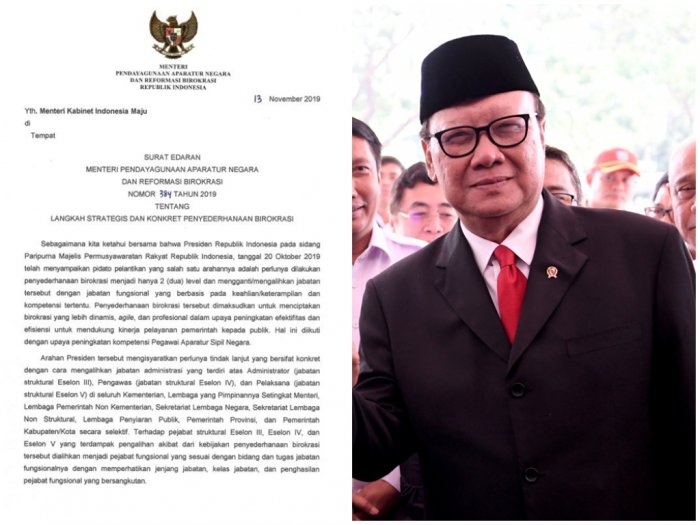 MENTERI
PENDAYAGUNAAN APARATUR NEGARA
DAN REFORMASI BIROKRASI
REPUBLIK INDONESIA
13 November 2019
Yth. Menteri Kabinet Indonesia Maju
di
Tempat
SURAT EDARAN
MENTERI PENDAYAGUNAAN APARATUR NEGARA
DAN REFORMASI BIROKRASI
NOMOR 384 TAHUN 2019
TENTANG
LANGKAH STRATEGIS DAN KONKRET PENYEDERHANAAN BIROKRASI
Sebagaimana kita ketahui bersama bahwa Presiden Republik Indonesia pada sidang
Paripurna Majelis Permusyawaratan Rakyat Republik Indonesia, tanggal 20 Oktober 2019
telah menyampaikan pidato pelantikan yang salah satu arahannya adalah perlunya dilakukan
penyederhanaan birokrasi menjadi hanya 2 (dua) level dan mengganti/mengalihkan jabatan
tersebut dengan jabatan fungsional yang berbasis pada keahlian/keterampilan dan
kompetensi tertentu. Penyederhanaan birokrasi tersebut dimaksudkan untuk menciptakan
birokrasi yang lebih dinamis, agile, dan profesional dalam upaya peningkatan efektifitas dan
efisiensi untuk mendukung kinerja pelayanan pemerintah kepada publik. Hal ini diikuti
dengan upaya peningkatan kompetensi Pegawai Aparatur Sipil Negara.
Arahan Presiden tersebut mengisyaratkan perlunya tindak lanjut yang bersifat konkret
dengan cara mengalihkan jabatan administrasi yang terdiri atas Administrator (jabatan
struktural Eselon III), Pengawas (jabatan struktural Eselon IV), dan Pelaksana (jabatan
struktural Eselon V) di seluruh Kementerian, Lembaga yang Pimpinannya Setingkat Menteri,
Lembaga Pemerintah Non Kementerian, Sekretariat Lembaga Negara, Sekretariat Lembaga
Non Struktural, Lembaga Penyiaran Publik, Pemerintah Provinsi, dan Pemerintah
Kabupaten/Kota secara selektif. Terhadap pejabat struktural Eselon III, Eselon IV, dan
Eselon V yang terdampak pengalihan akibat dari kebijakan penyederhanaan birokrasi
tersebut dialihkan menjadi pejabat fungsional yang sesuai dengan bidang dan tugas jabatan
fungsionalnya dengan memperhatikan jenjang jabatan, kelas jabatan, dan penghasilan
pejabat fungsional yang bersangkutan.